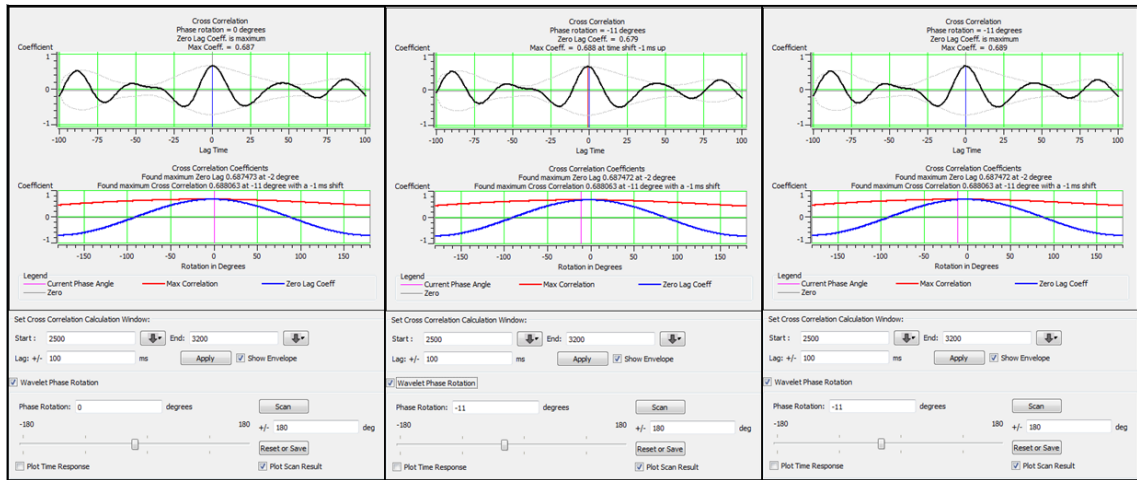 Cross Correlation
Phase rotation = 0 degrees
Zero Lag Coeff. is maximum
Max Coeff. = 0.687
Coefficient
1
0
-1
-100 -75 -50 -25 0 25 50 75 100
Lag Time
Cross Correlation Coefficients
Found maximum Zero Lag 0.687473 at -2 degree
Found maximum Cross Correlation 0.688063 at -11 degree with a -1 ms shift
Coefficient
1
0
-1
-150 -100 -50 0 50 100 150
Rotation in Degrees
Legend
Current Phase Angle Max Correlation Zero Lag Coeff
Zero
Set Cross Correlation Calculation Window:
Start : 2500 End: 3200
Lag: +/- 100 ms Apply Show Envelope
Wavelet Phase Rotation
Phase Rotation: 0 degrees Scan
-180 180 +/- 180 deg
Reset or Save
Plot Time Response Plot Scan Result
Cross Correlation
Phase rotation = -11 degrees
Zero Lag Coeff. = 0.679
Max Coeff. = 0.688 at time shift -1 ms up
Coefficient
1
0
-1
-100 -75 -50 -25 0 25 50 75 100
Lag Time
Cross Correlation Coefficients
Found maximum Zero Lag 0.687472 at -2 degree
Found maximum Cross Correlation 0.688063 at -11 degree with a -1 ms shift
Coefficient
1
0
-1
-150 -100 -50 0 50 100 150
Rotation in Degrees
Legend
Current Phase Angle Max Correlation Zero Lag Coeff
Zero
Set Cross Correlation Calculation Window:
Start : 2500 End: 3200
Lag: +/- 100 ms Apply Show Envelope
Wavelet Phase Rotation
Phase Rotation: -11 degrees Scan
-180 180 +/- 180 deg
Reset or Save
Plot Time Response Plot Scan Result
Cross Correlation
Phase rotation = -11 degrees
Zero Lag Coeff. is maximum
Max Coeff. = 0.689
Coefficient
1
0
-1
-100 -75 -50 -25 0 25 50 75 100
Lag Time
Cross Correlation Coefficients
Found maximum Zero Lag 0.687472 at -2 degree
Found maximum Cross Correlation 0.688063 at -11 degree with a -1 ms shift
Coefficient
1
0
-1
-150 -100 -50 0 50 100 150
Rotation in Degrees
Legend
Current Phase Angle Max Correlation Zero Lag Coeff
Zero
Set Cross Correlation Calculation Window:
Start : 2500 End: 3200
Lag: +/- 100 ms Apply Show Envelope
Wavelet Phase Rotation
Phase Rotation: -11 degrees Scan
-180 180 +/- 180 deg
Reset or Save
Plot Time Response Plot Scan Result